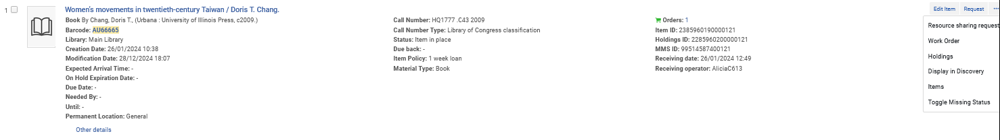 1
Women's movements in twentieth-century Taiwan / Doris T. Chang.
Book By Chang, Doris T., (Urbana : University of Illinois Press, c2009.)
Barcode: AU66665
Library: Main Library
Creation Date: 26/01/2024 10:38
Modification Date: 28/12/2024 18:07
Expected Arrival Time: -
On Hold Expiration Date: -
Due Date: -
Needed By: -
Until: -
Permanent Location: General
Other details
Call Number: HQ1777 .C43 2009
Call Number Type: Library of Congress classification
Status: Item in place
Due back: -
Item Policy: 1 week loan
Material Type: Book
Orders: 1
Item ID: 2385960190000121
Holdings ID: 2285960200000121
MMS ID: 99514587400121
Receiving date: 26/01/2024 12:49
Receiving operator: AliciaC613
Edit Item Request ...
Resource sharing request
Work Order
Holdings
Display in Discovery
Items
Toggle Missing Status